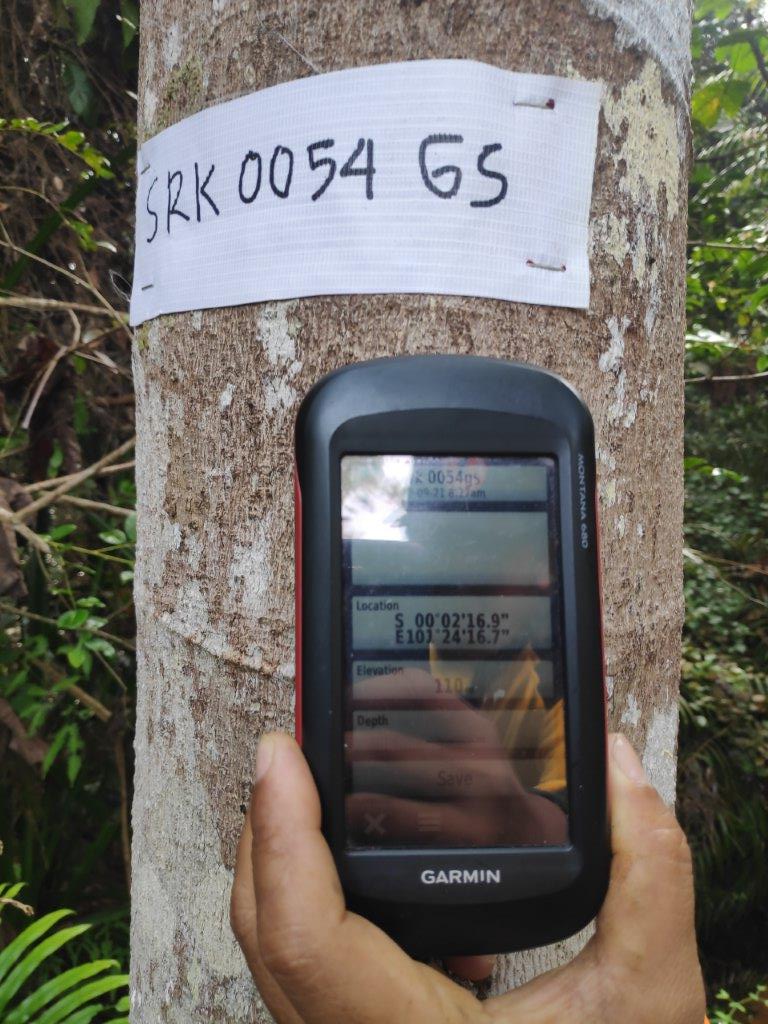 SRK 0054 GS
MONTANA 680
0054gs
Location
S 00°02'16.9"
E101°24'16.7"
Elevation
110
Depth
Save
GARMIN